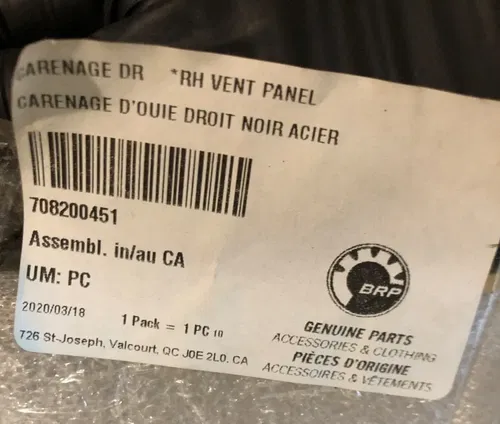 CARENAGE DR *RH VENT PANEL
CARENAGE D'OUIE DROIT NOIR ACIER
708200451
Assembl. in/au CA
UM: PC
2020/03/18 1 Pack = 1 PC 10
726 St-Joseph, Valcourt, QC J0E 2L0. CA
BRP
GENUINE PARTS
ACCESSORIES & CLOTHING
PIÈCES D'ORIGINE
ACCESSOIRES & VÊTEMENTS